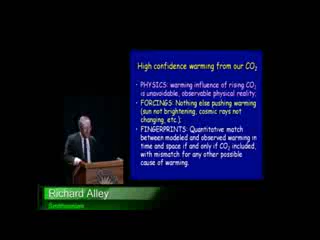 High confidence warming from our CO2
• PHYSICS: warming influence of rising CO2
is unavoidable, observable physical reality;
• FORCINGS: Nothing else pushing warming
(sun not brightening, cosmic rays not
changing, etc.);
• FINGERPRINTS: Quantitative match
between modeled and observed warming in
time and space if and only if CO2 included,
with mismatch for any other possible
cause of warming.
Richard Alley
Smithsonian